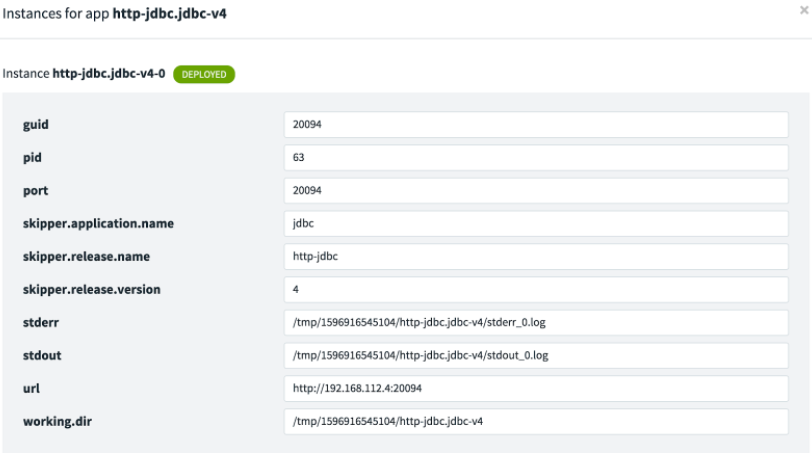 Instances for app http-jdbc.jdbc-v4 ×
Instance http-jdbc.jdbc-v4-0 DEPLOYED
guid 20094
pid 63
port 20094
skipper.application.name jdbc
skipper.release.name http-jdbc
skipper.release.version 4
stderr /tmp/1596916545104/http-jdbc.jdbc-v4/stderr_0.log
stdout /tmp/1596916545104/http-jdbc.jdbc-v4/stdout_0.log
url http://192.168.112.4:20094
working.dir /tmp/1596916545104/http-jdbc.jdbc-v4